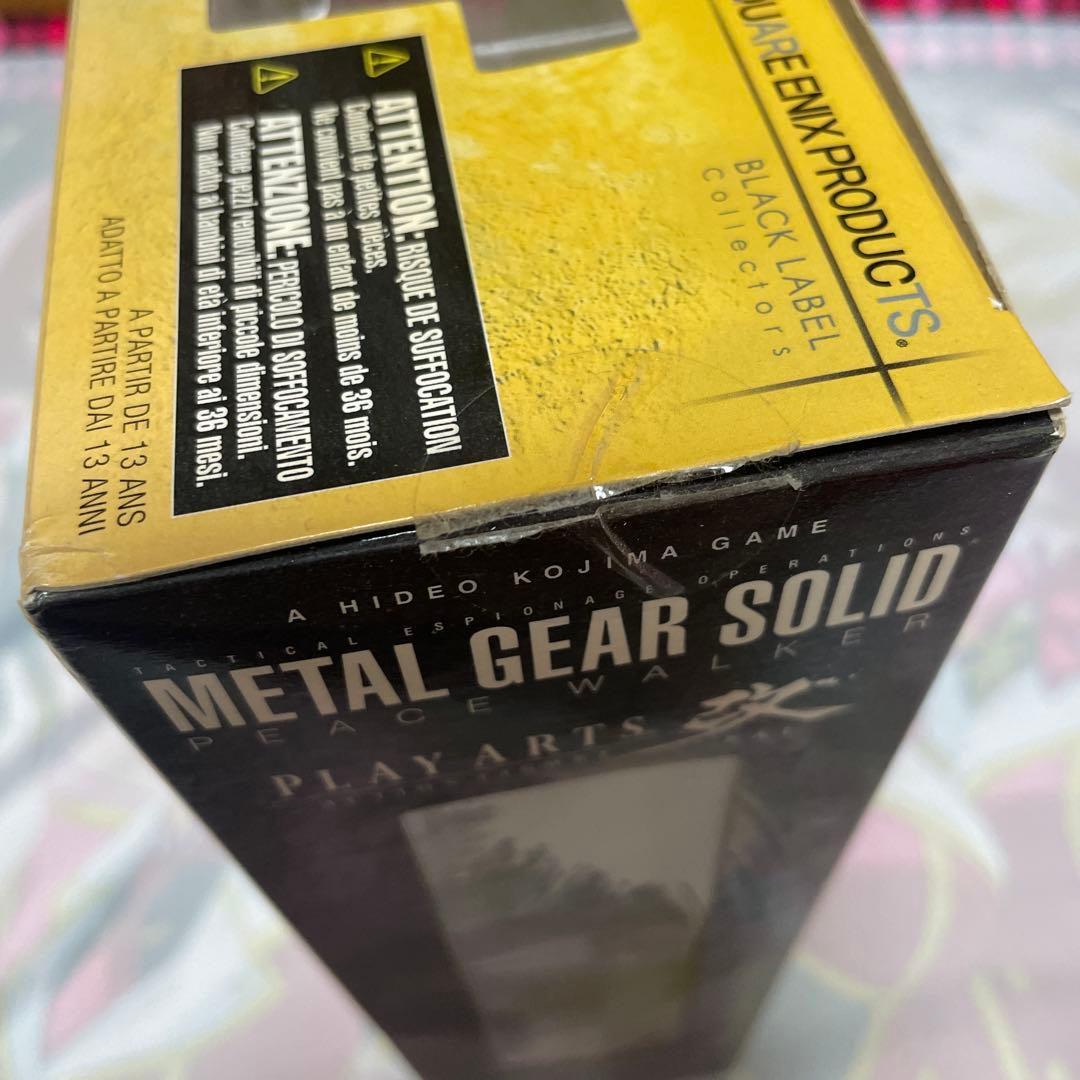 UARE ENIX PRODUCTS®
BLACK LABEL
Collectors
ATTENTION: RISQUE DE SUFFOCATION
Contient de petites pièces.
Ne convient pas à un enfant de moins de 36 mois.
ATTENZIONE: PERICOLO DI SOFFOCAMENTO
Contiene pezzi removibili di piccole dimensioni.
Non adatto a bambini di età inferiore ai 36 mesi.
A PARTIR DE 13 ANS
ADATTO A PARTIRE DAI 13 ANNI
A HIDEO KOJIMA GAME
TACTICAL ESPIONAGE OPERATIONS
METAL GEAR SOLID
PEACE WALKER
PLAY ARTS 改